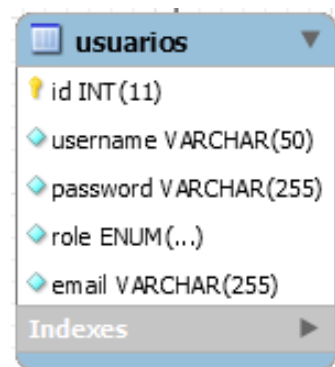 usuarios
id INT(11)
username VARCHAR(50)
password VARCHAR(255)
role ENUM(...)
email VARCHAR(255)
Indexes